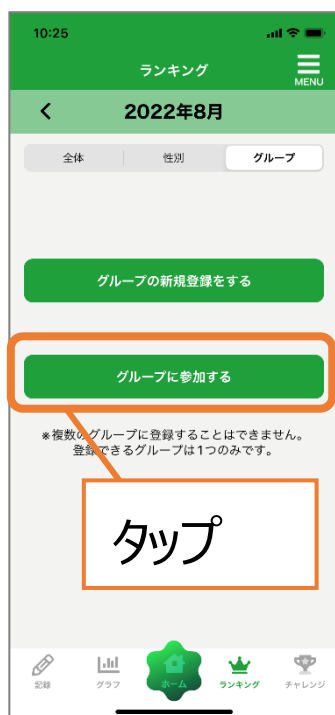 10:25
ランキング
MENU
2022年8月
全体 性別 グループ
グループの新規登録をする
グループに参加する
※複数のグループに登録することはできません。
登録できるグループは1つのみです。
タップ
記録 グラフ ホーム ランキング チャレンジ